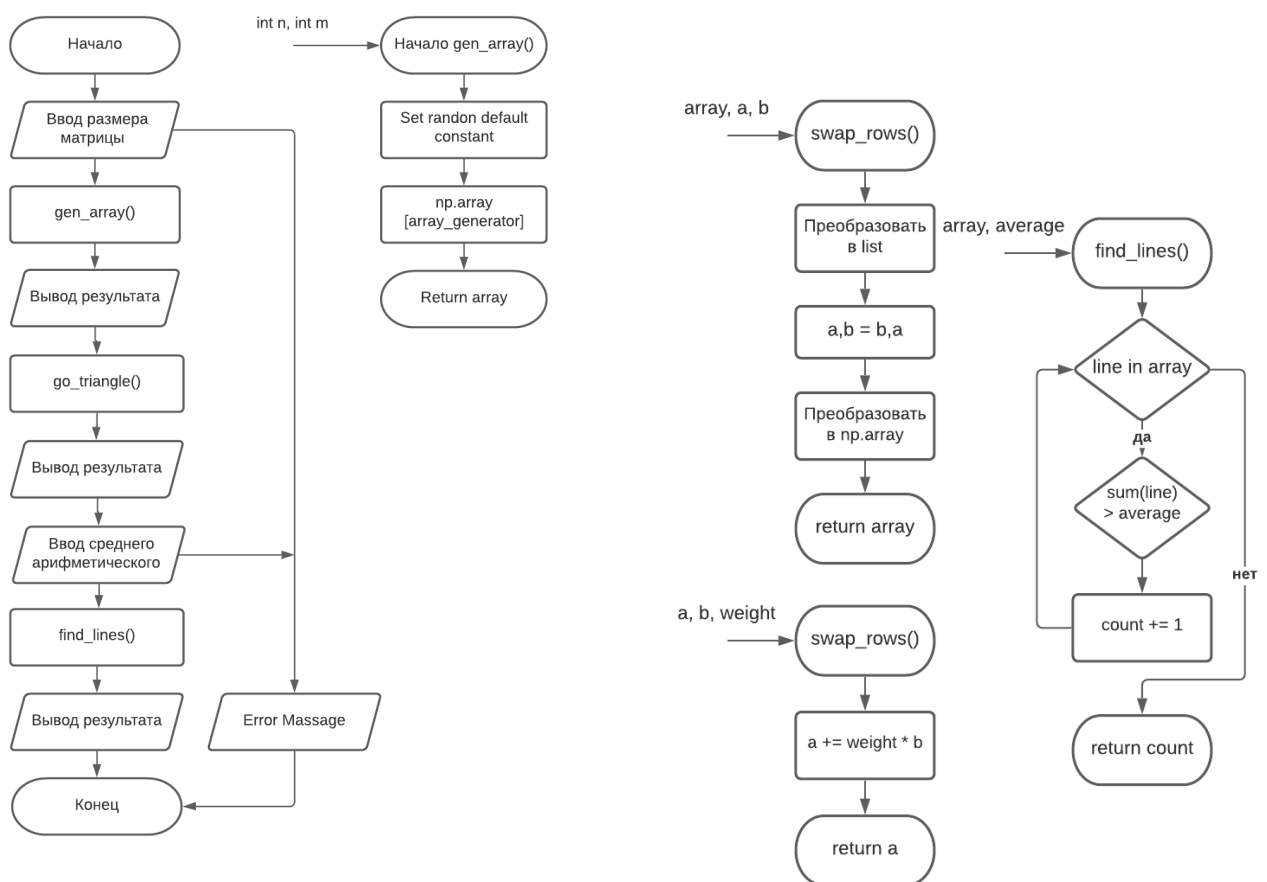 Начало
Ввод размера
матрицы
gen_array()
Вывод результата
go_triangle()
Вывод результата
Ввод среднего
арифметического
find_lines()
Вывод результата
Конец
Error Massage
int n, int m
Начало gen_array()
Set randon default
constant
np.array
[array_generator]
Return array
array, a, b
swap_rows()
Преобразовать
в list
a,b = b,a
Преобразовать
в np.array
return array
a, b, weight
swap_rows()
a += weight * b
return a
array, average
find_lines()
line in array
да
sum(line)
> average
count += 1
нет
return count